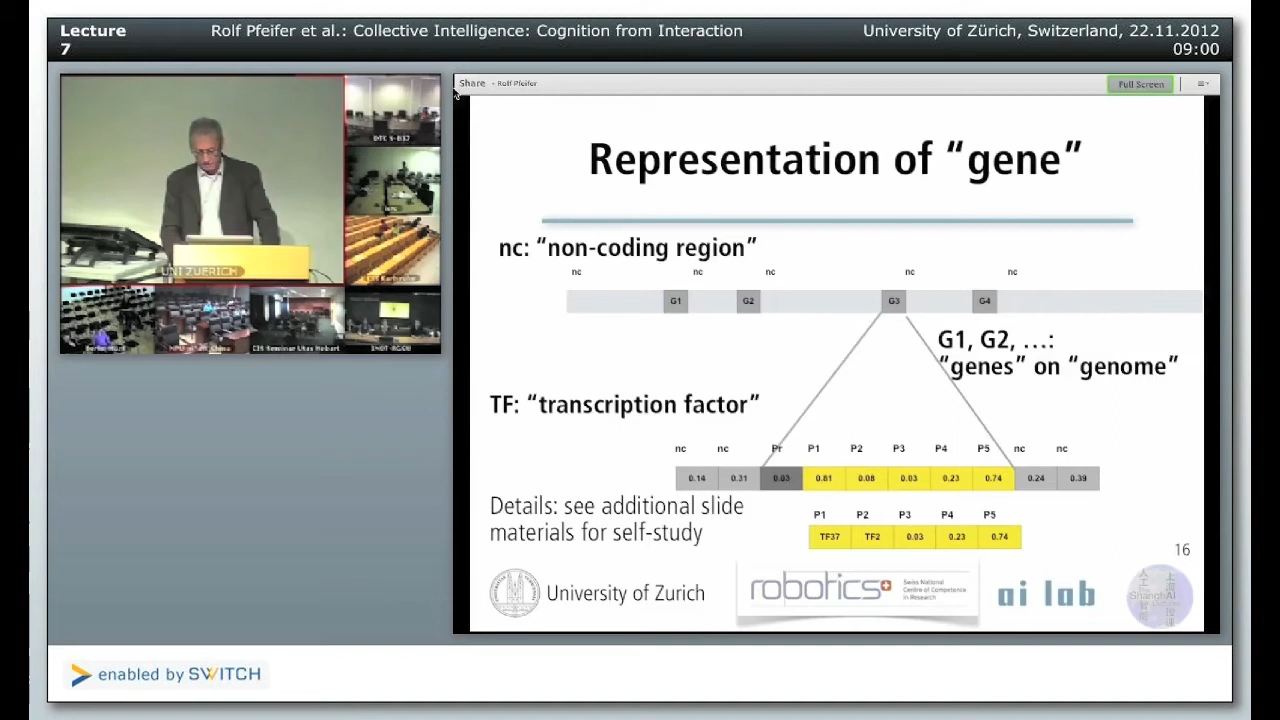 Lecture
7
Rolf Pfeifer et al.: Collective Intelligence: Cognition from Interaction
University of Zürich, Switzerland, 22.11.2012
09:00
Share - Rolf Pfeifer
Full Screen
UNI ZUERICH
Representation of “gene”
nc: “non-coding region”
nc nc nc nc nc
G1 G2 G3 G4
G1, G2, …:
“genes” on “genome”
TF: “transcription factor”
nc nc Pr P1 P2 P3 P4 P5 nc nc
0.14 0.31 0.03 0.81 0.08 0.03 0.23 0.74 0.24 0.39
Details: see additional slide
materials for self-study
P1 P2 P3 P4 P5
TF37 TF2 0.03 0.23 0.74
16
University of Zurich
robotics+
Swiss National
Centre of Competence
in Research
ai lab
ShanghAI
enabled by SWITCH